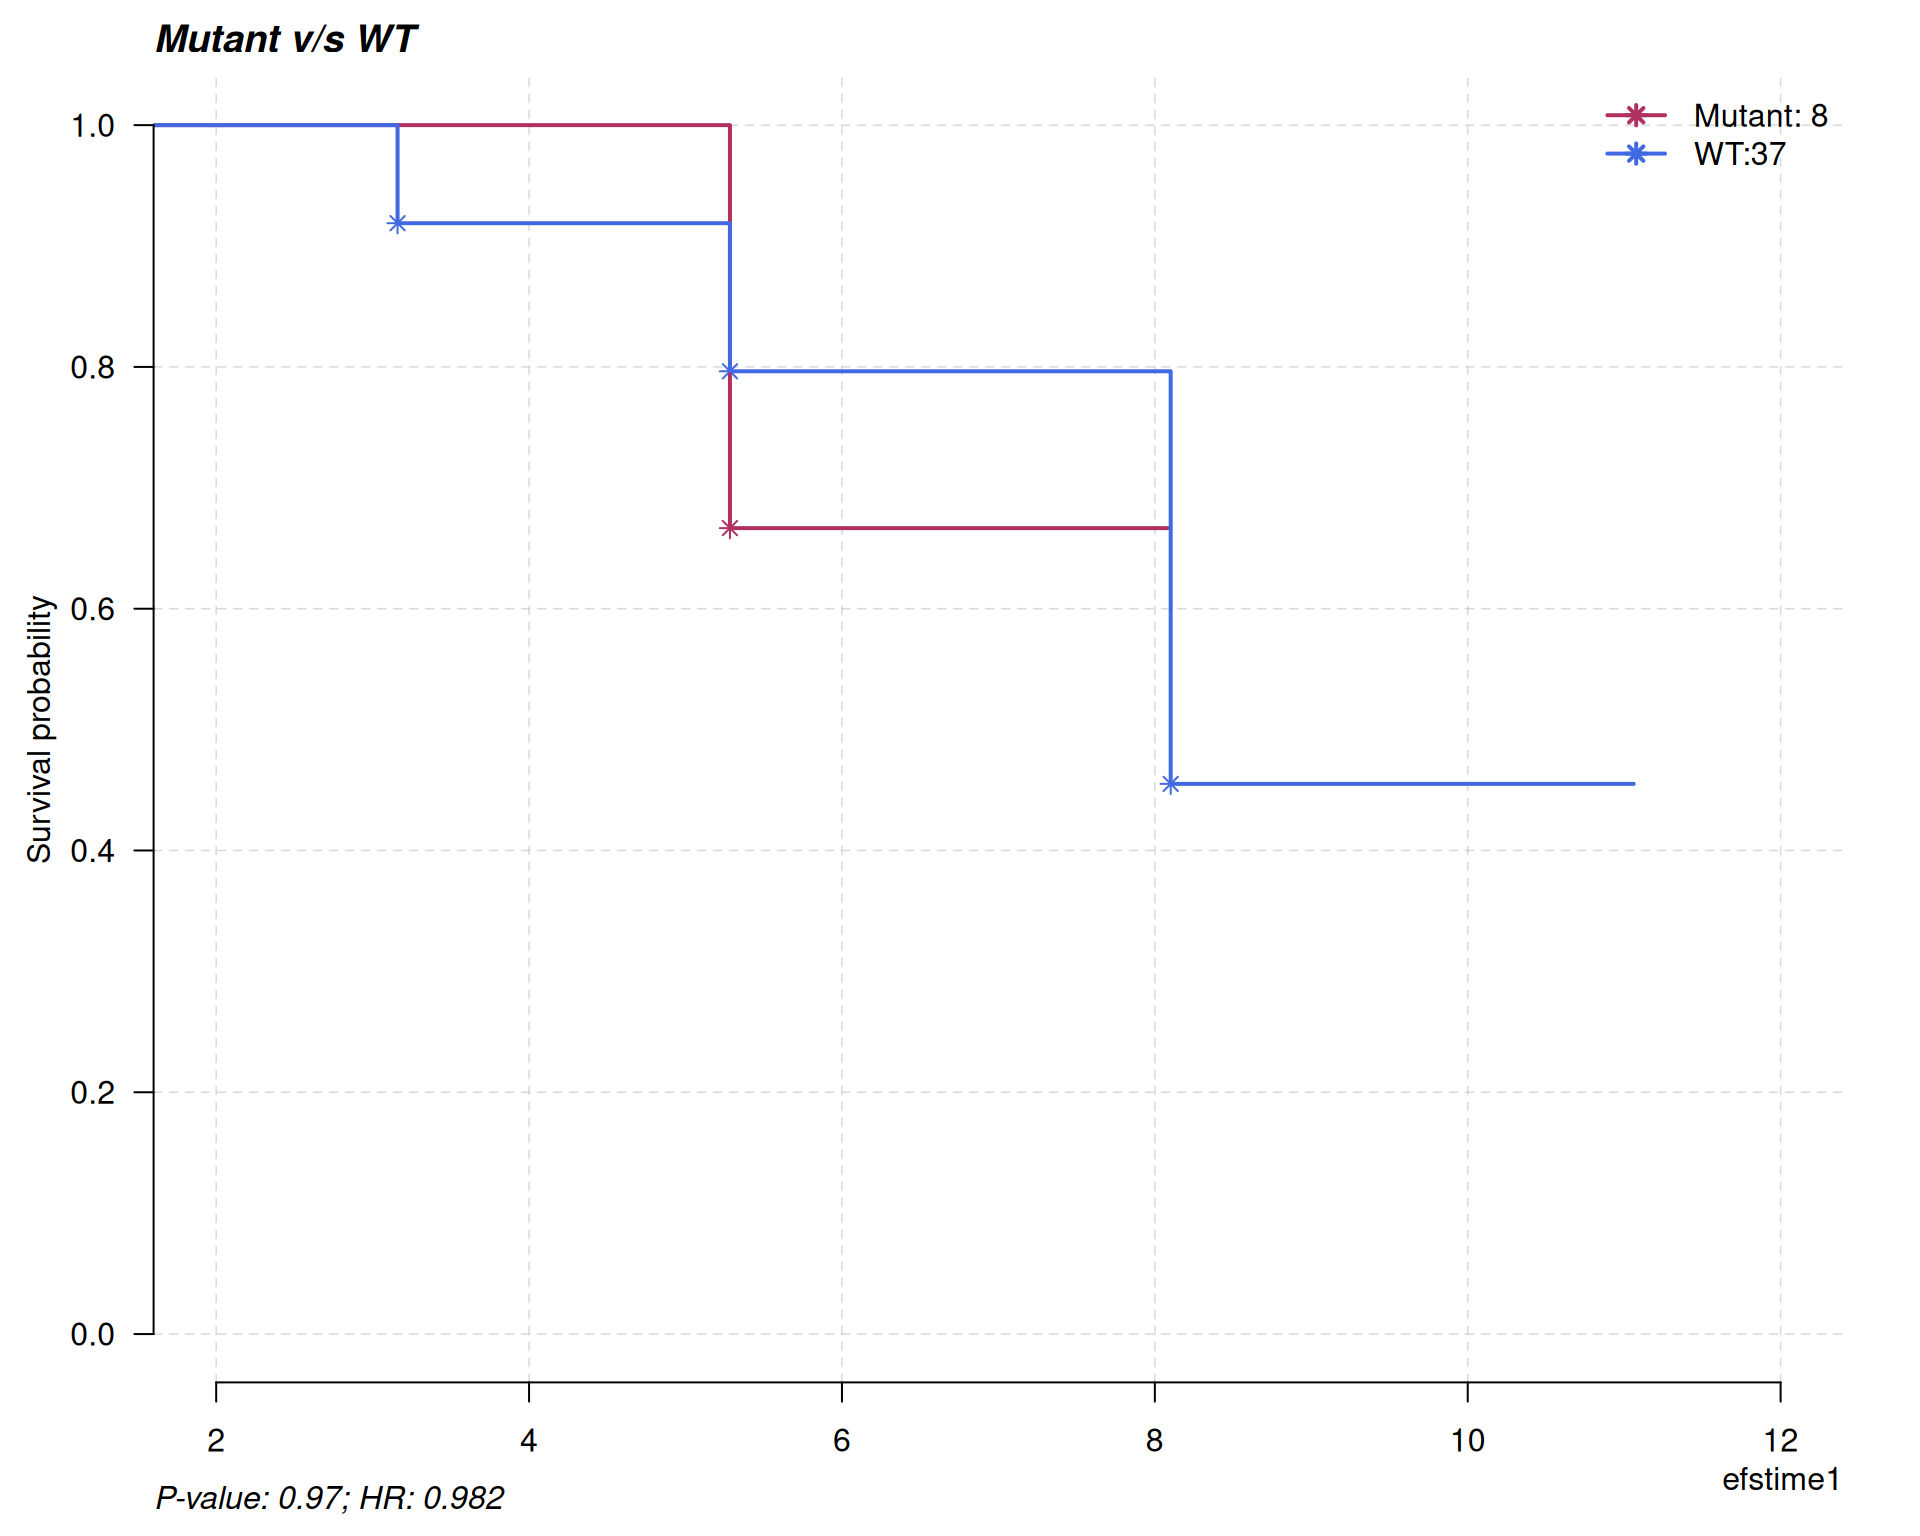 Mutant v/s WT
Mutant: 8
WT:37
1.0
0.8
0.6
0.4
0.2
0.0
Survival probability
2 4 6 8 10 12
efstime1
P-value: 0.97; HR: 0.982